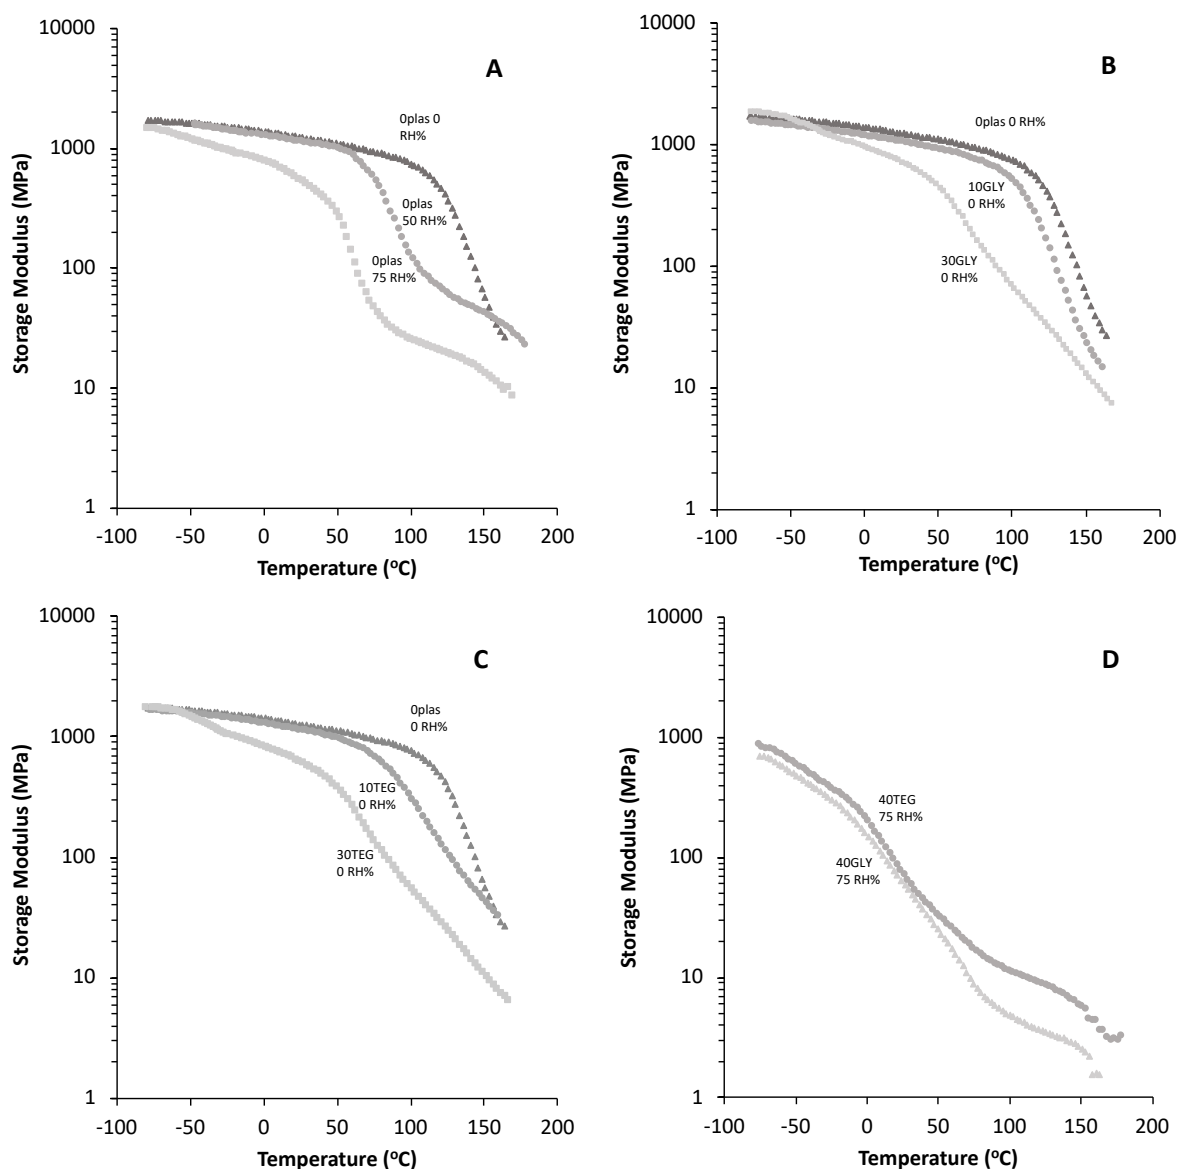 10000
1000
100
10
1
Storage Modulus (MPa)
A
0plas 0
RH%
0plas
50 RH%
0plas
75 RH%
-100 -50 0 50 100 150 200
Temperature (ºC)
10000
1000
100
10
1
Storage Modulus (MPa)
B
0plas 0 RH%
10GLY
0 RH%
30GLY
0 RH%
-100 -50 0 50 100 150 200
Temperature (ºC)
10000
1000
100
10
1
Storage Modulus (MPa)
C
0plas
0 RH%
10TEG
0 RH%
30TEG
0 RH%
-100 -50 0 50 100 150 200
Temperature (ºC)
10000
1000
100
10
1
Storage Modulus (MPa)
D
40TEG
75 RH%
40GLY
75 RH%
-100 -50 0 50 100 150 200
Temperature (ºC)